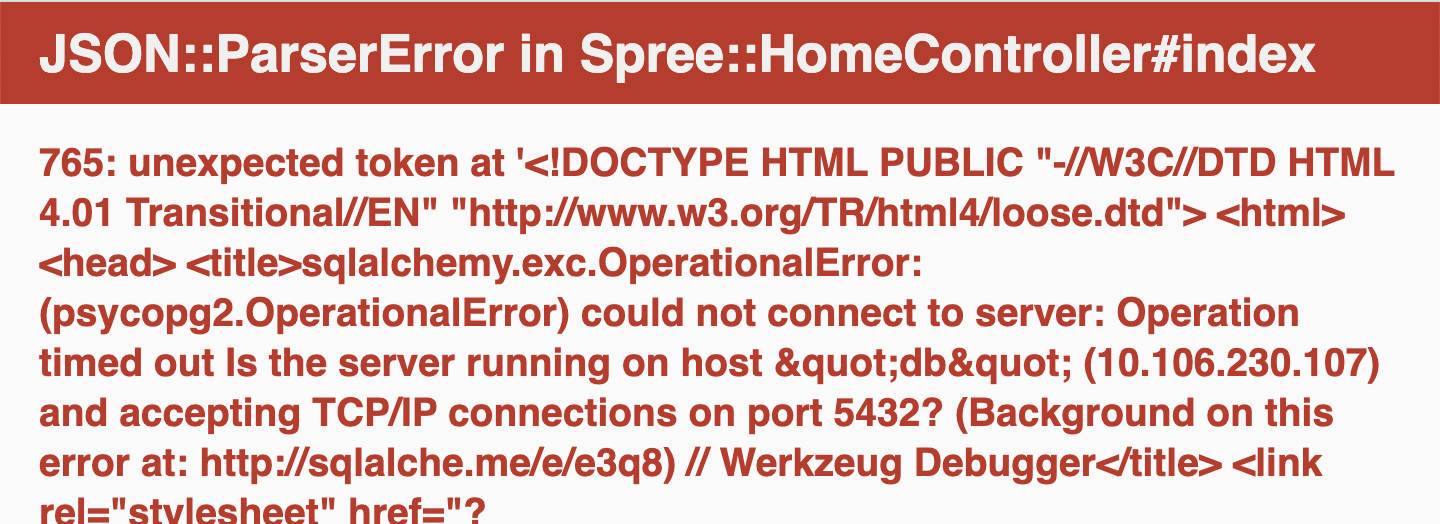 JSON::ParserError in Spree::HomeController#index
765: unexpected token at '<!DOCTYPE HTML PUBLIC "-//W3C//DTD HTML
4.01 Transitional//EN" "http://www.w3.org/TR/html4/loose.dtd"> <html>
<head> <title>sqlalchemy.exc.OperationalError:
(psycopg2.OperationalError) could not connect to server: Operation
timed out Is the server running on host &quot;db&quot; (10.106.230.107)
and accepting TCP/IP connections on port 5432? (Background on this
error at: http://sqlalche.me/e/e3q8) // Werkzeug Debugger</title> <link
rel="stylesheet" href="?